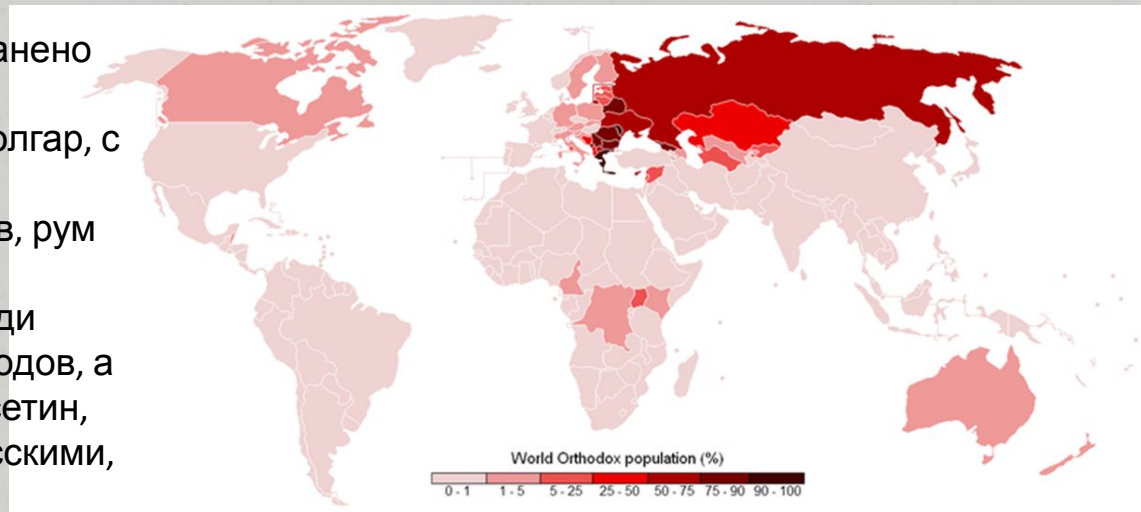 анено
олгар, с
в, рум
ди
одов, а
сетин,
сскими,
World Orthodox population (%)
0 - 1 1 - 5 5 - 25 25 - 50 50 - 75 75 - 90 90 - 100